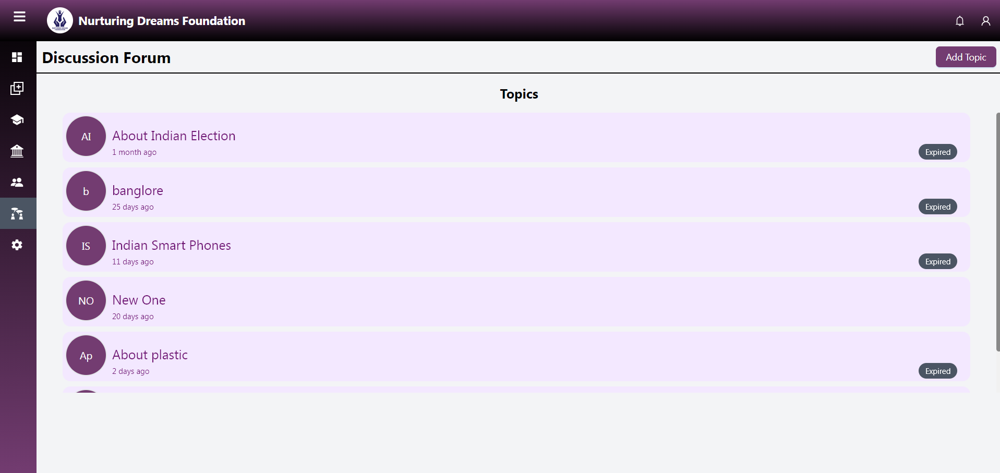 Nurturing Dreams Foundation
Discussion Forum
Add Topic
Topics
AI
About Indian Election
1 month ago
Expired
b
banglore
25 days ago
Expired
IS
Indian Smart Phones
11 days ago
Expired
NO
New One
20 days ago
Ap
About plastic
2 days ago
Expired